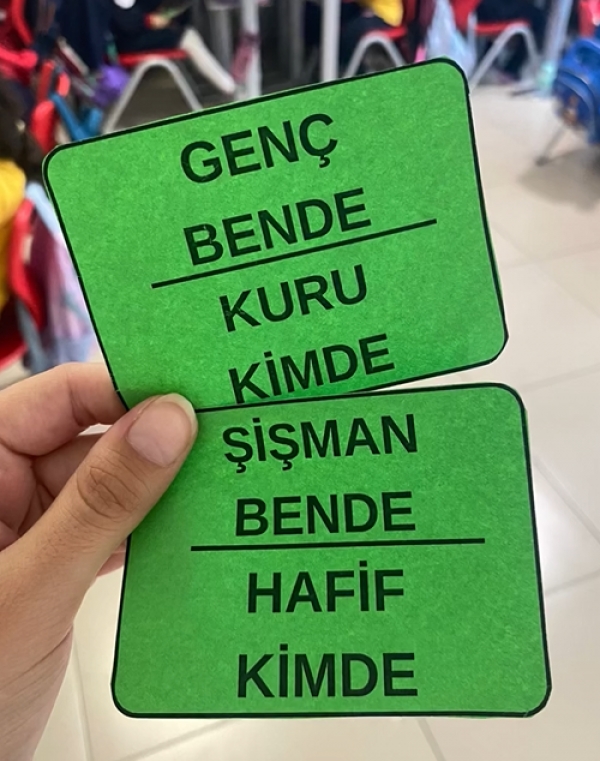 GENÇ
BENDE
KURU
KİMDE
ŞİŞMAN
BENDE
HAFİF
KİMDE